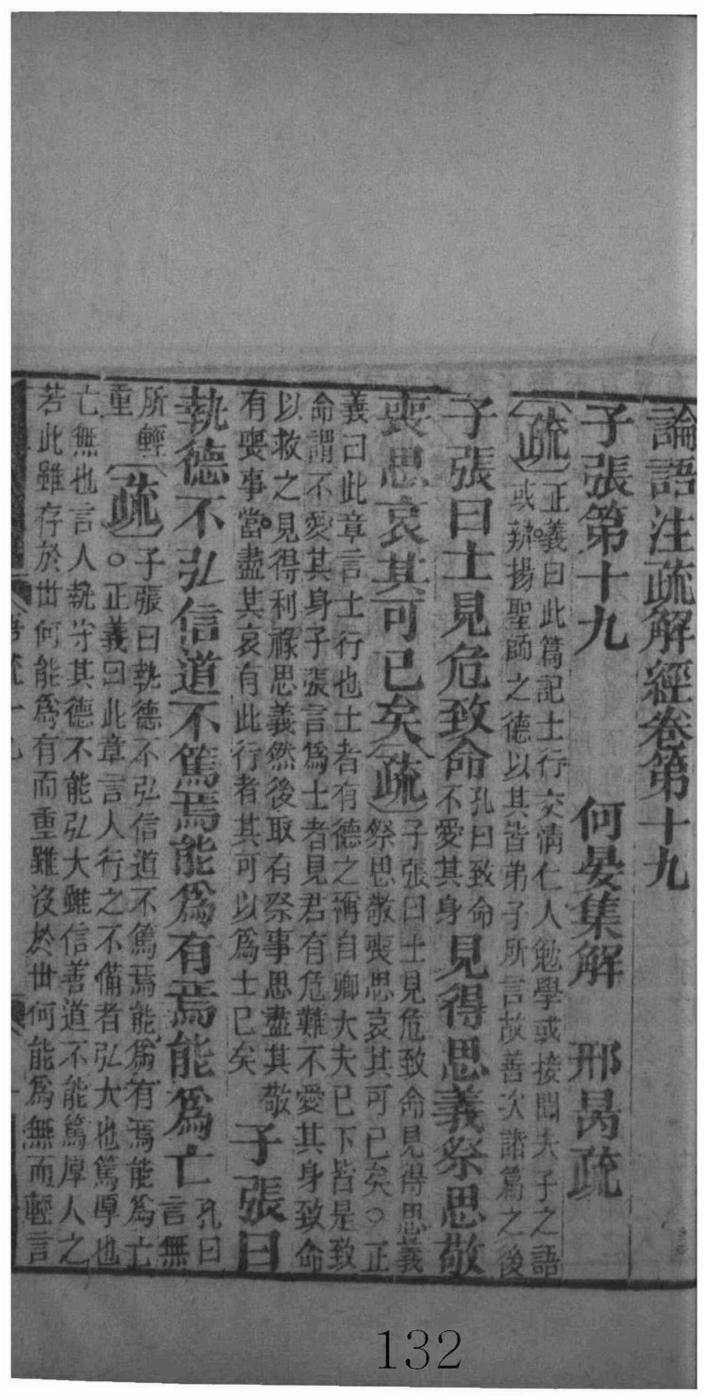 論語注疏解經卷第十九
子張第十九　何晏集解　邢昺疏
疏正義曰此篇記士行交情仁人勉學或接聞夫子之語
或辨揚聖師之德以其皆弟子所言故善次諸篇之後
子張曰士見危致命孔曰致命不愛其身見得思義祭思敬
喪思哀其可已矣疏子張曰士見危致命見得思義
祭思敬喪思哀其可已矣○正
義曰此章言士行也士者有德之稱自卿大夫已下皆是致
命謂不愛其身子張言爲士者見君有危難不愛其身致命
以救之見得利祿思義然後取有祭事思盡其敬
有喪事當盡其哀有此行者其可以爲士已矣
子張曰
執德不弘信道不篤焉能爲有焉能爲亡孔曰言無
所輕重疏子張曰執德不弘信道不篤焉能爲有焉能爲亡
○正義曰此章言人行之不備者弘大也篤厚也
亡無也言人執守其德不能弘大雖信善道不能篤厚人之
若此雖存於世何能爲有而重雖沒於世何能爲無而輕言
132